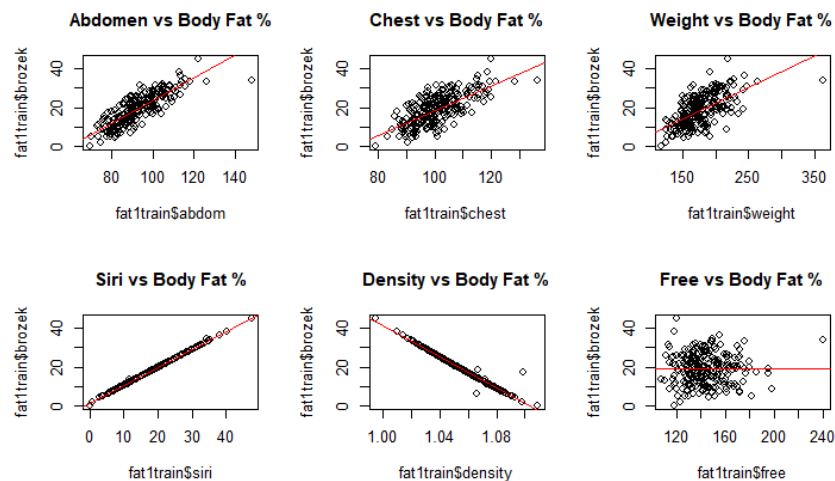 Abdomen vs Body Fat %
Chest vs Body Fat %
Weight vs Body Fat %
fat1train$brozek
0 20 40
80 100 120 140
fat1train$abdom
fat1train$brozek
0 20 40
80 100 120
fat1train$chest
fat1train$brozek
0 20 40
150 250 350
fat1train$weight
Siri vs Body Fat %
Density vs Body Fat %
Free vs Body Fat %
fat1train$brozek
0 20 40
0 10 20 30 40
fat1train$siri
fat1train$brozek
0 20 40
1.00 1.04 1.08
fat1train$density
fat1train$brozek
0 20 40
120 160 200 240
fat1train$free